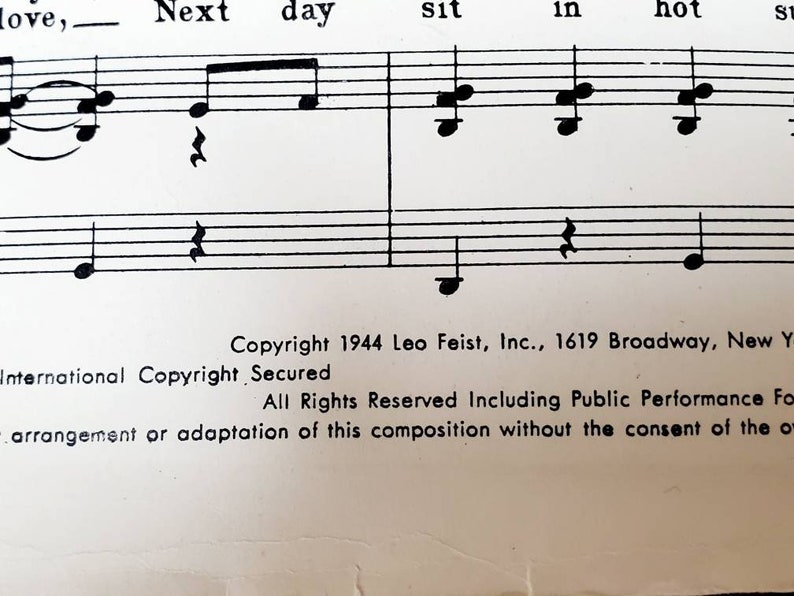 love, Next day sit in hot
Copyright 1944 Leo Feist, Inc., 1619 Broadway, New
International Copyright Secured
All Rights Reserved Including Public Performance
arrangement or adaptation of this composition without the consent of the